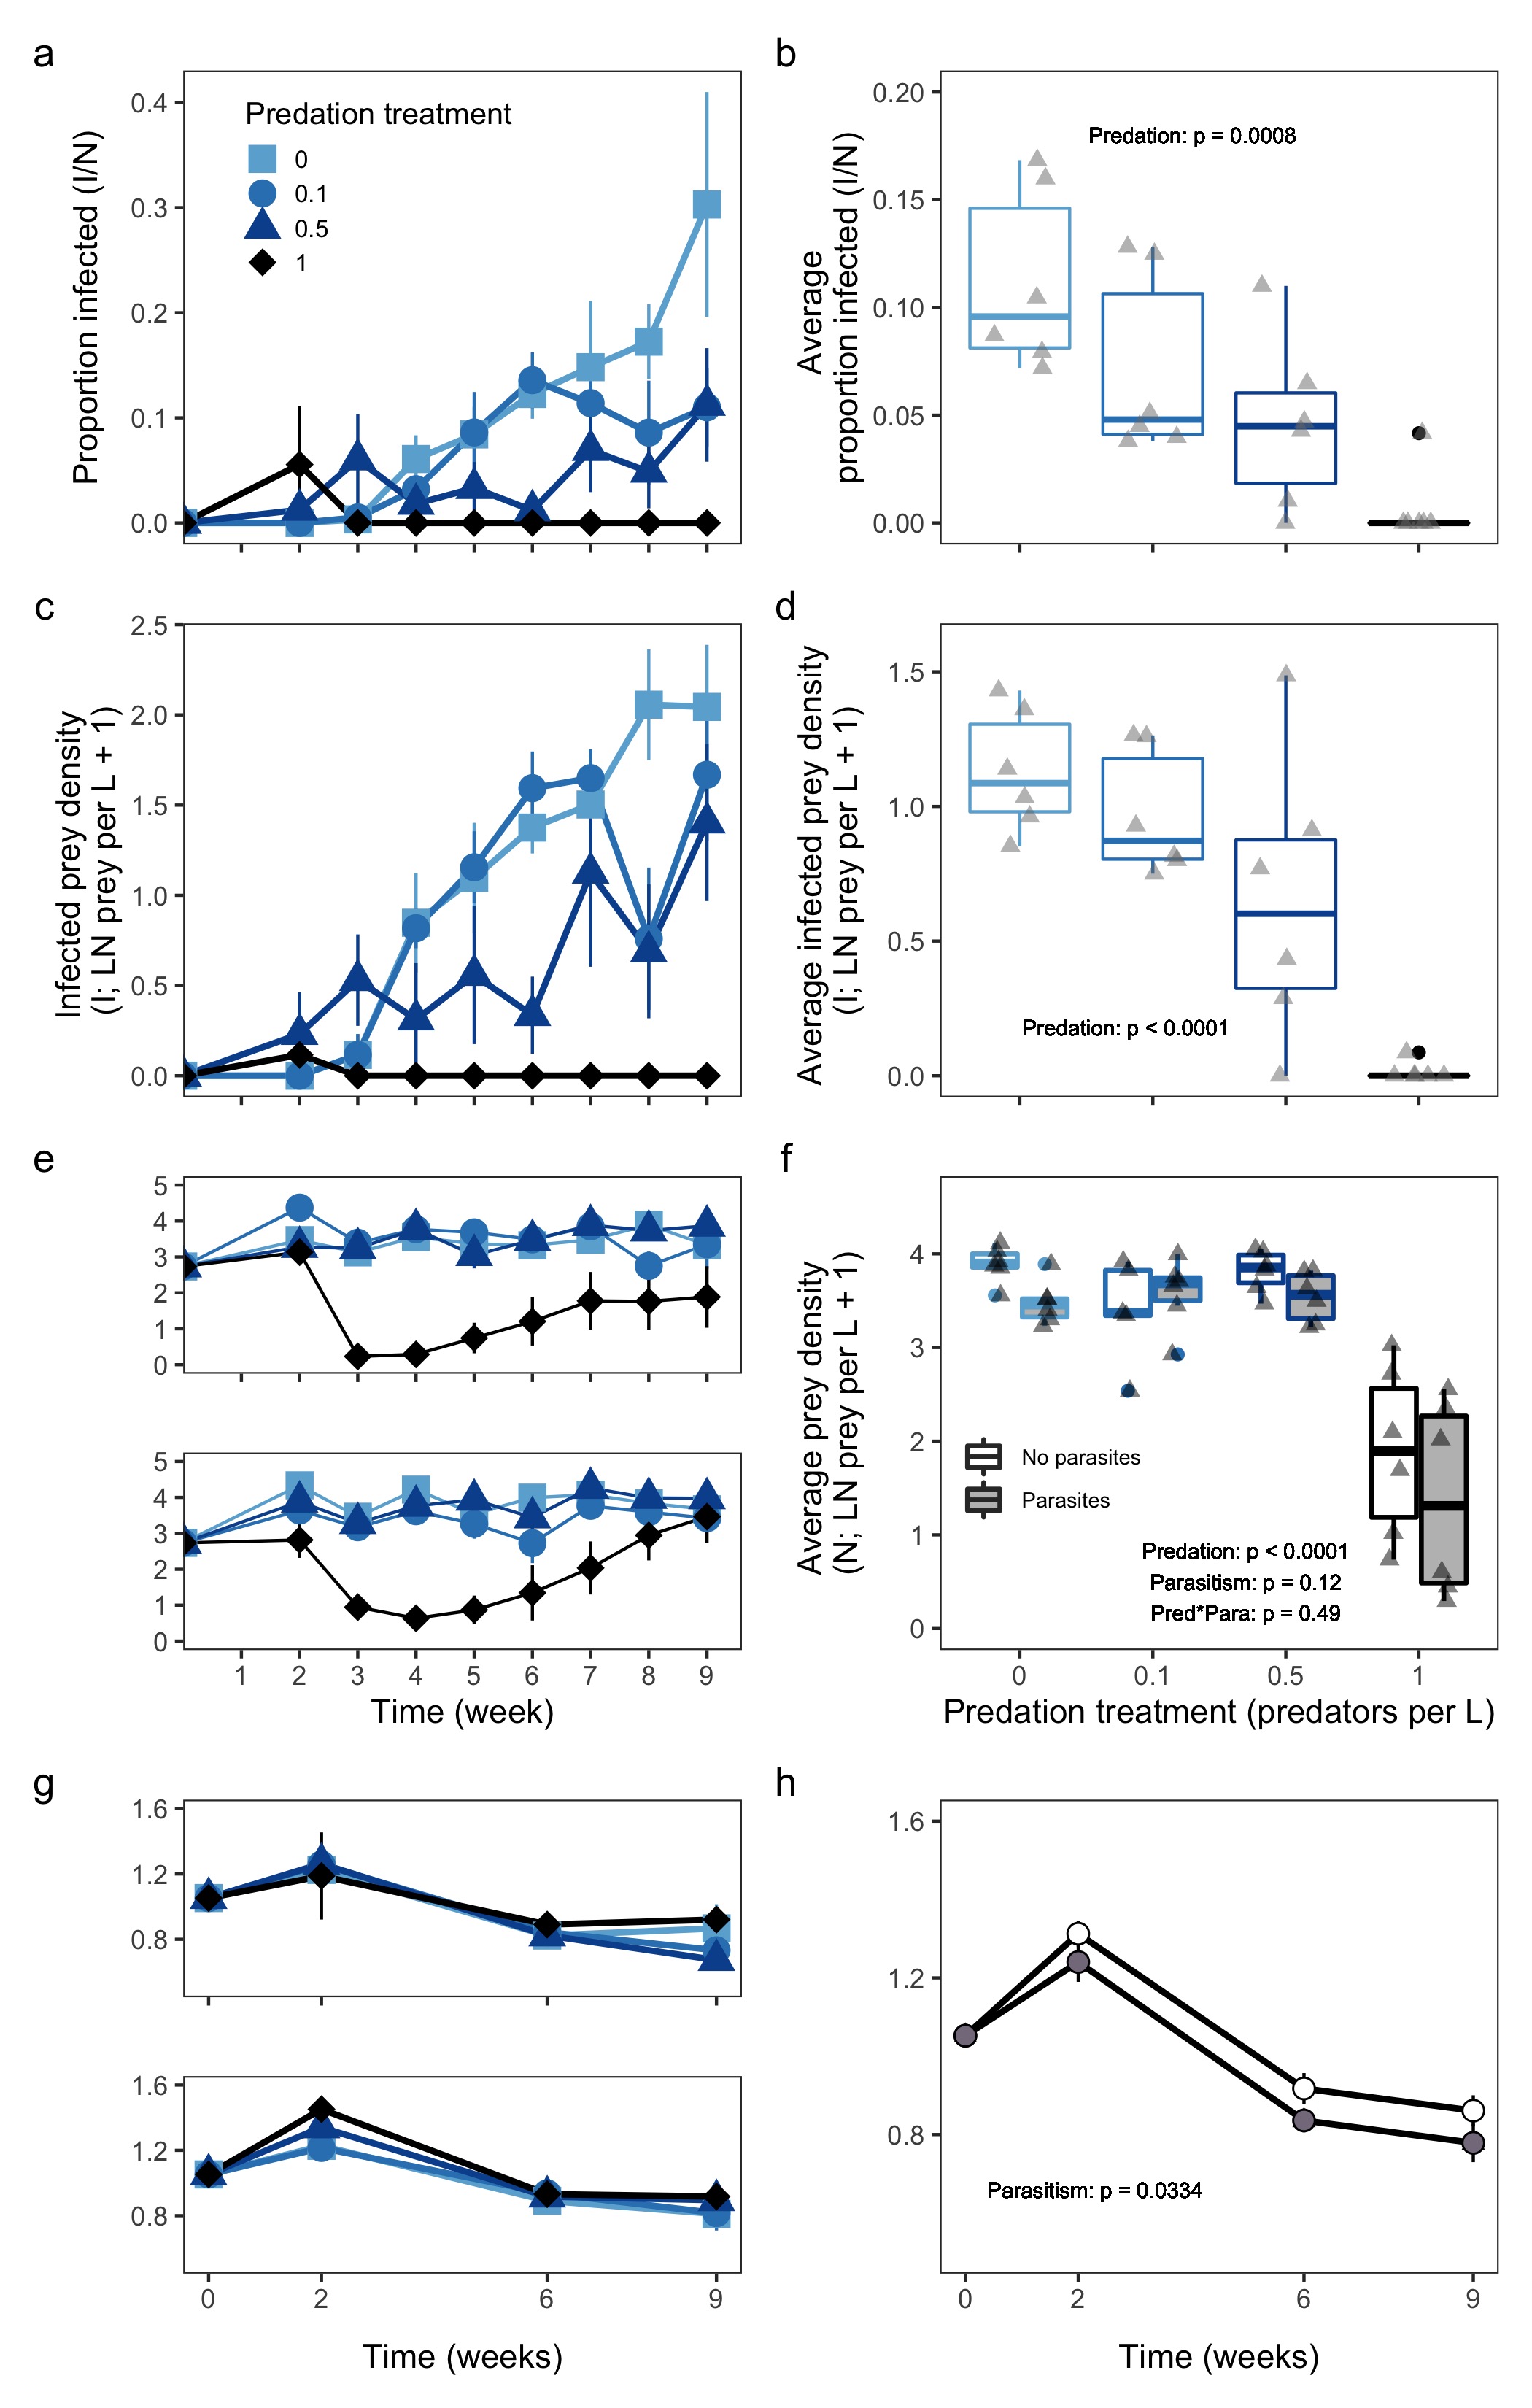 a
Proportion infected (I/N)
0.4
0.3
0.2
0.1
0.0
Predation treatment
0
0.1
0.5
1
b
Average
proportion infected (I/N)
0.20
0.15
0.10
0.05
0.00
Predation: p = 0.0008
c
Infected prey density
(I; LN prey per L + 1)
2.5
2.0
1.5
1.0
0.5
0.0
d
Average infected prey density
(I; LN prey per L + 1)
1.5
1.0
0.5
0.0
Predation: p < 0.0001
e
5
4
3
2
1
0
5
4
3
2
1
0
1 2 3 4 5 6 7 8 9
Time (week)
f
Average prey density
(N; LN prey per L + 1)
4
3
2
1
0
No parasites
Parasites
Predation: p < 0.0001
Parasitism: p = 0.12
Pred*Para: p = 0.49
0 0.1 0.5 1
Predation treatment (predators per L)
g
1.6
1.2
0.8
1.6
1.2
0.8
0 2 6 9
Time (weeks)
h
1.6
1.2
0.8
Parasitism: p = 0.0334
0 2 6 9
Time (weeks)